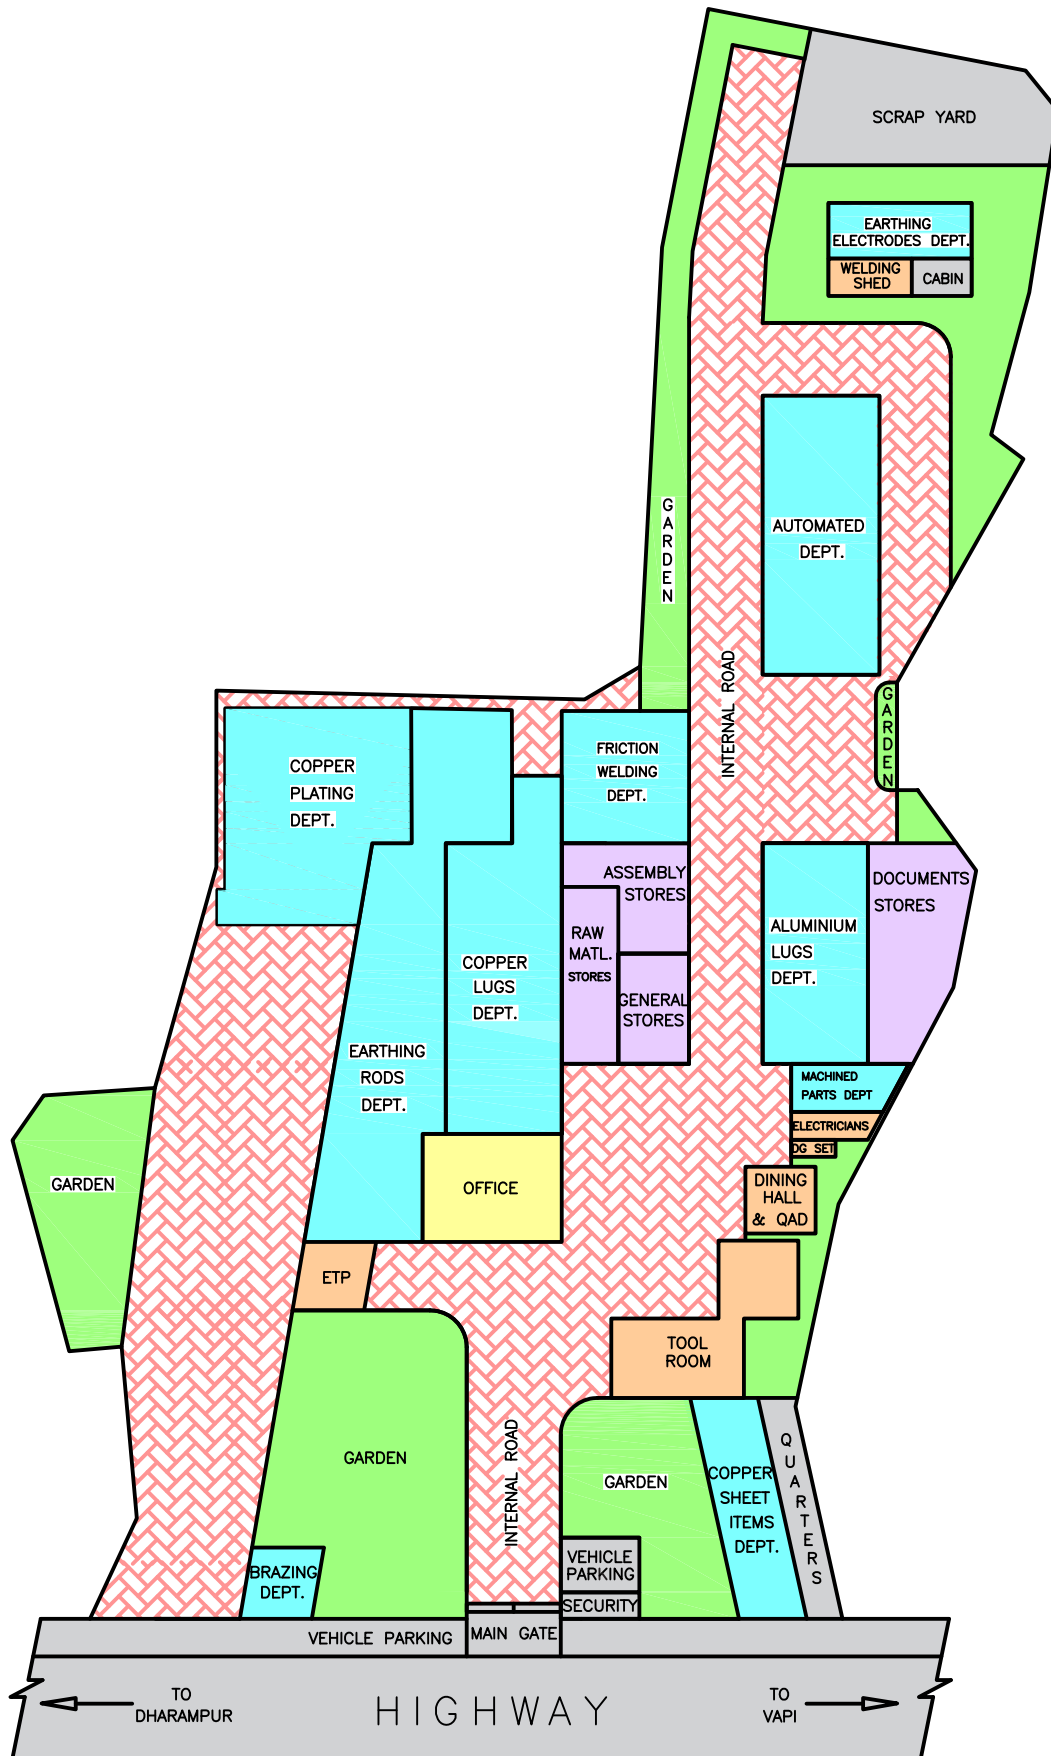 SCRAP YARD
EARTHING
ELECTRODES DEPT.
WELDING
SHED
CABIN
GARDEN
AUTOMATED
DEPT.
INTERNAL ROAD
GARDEN
COPPER
PLATING
DEPT.
FRICTION
WELDING
DEPT.
ASSEMBLY
STORES
RAW
MATL.
STORES
GENERAL
STORES
ALUMINIUM
LUGS
DEPT.
DOCUMENTS
STORES
COPPER
LUGS
DEPT.
EARTHING
RODS
DEPT.
MACHINED
PARTS DEPT
ELECTRICIANS
DG SET
DINING
HALL
& QAD
GARDEN
OFFICE
ETP
TOOL
ROOM
GARDEN
INTERNAL ROAD
GARDEN
COPPER
SHEET
ITEMS
DEPT.
QUARTERS
BRAZING
DEPT.
VEHICLE
PARKING
SECURITY
VEHICLE PARKING
MAIN GATE
TO
DHARAMPUR
HIGHWAY
TO
VAPI